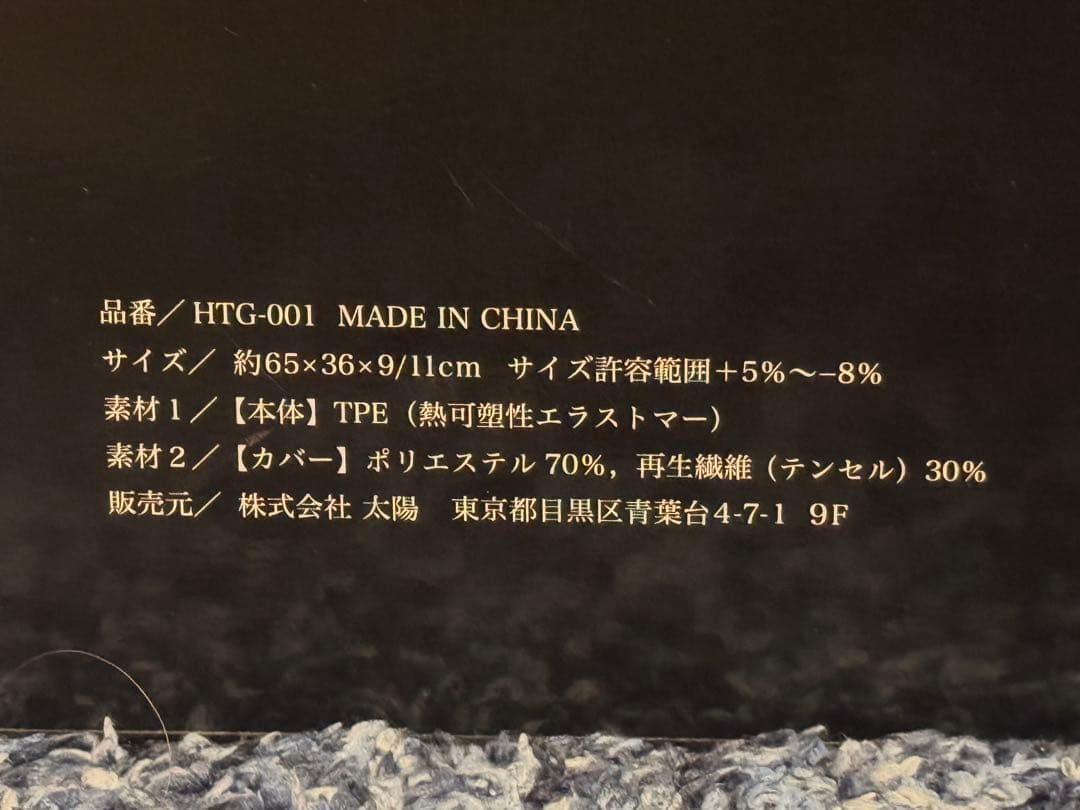 品番／HTG-001 MADE IN CHINA
サイズ／ 約65×36×9/11cm サイズ許容範囲＋5%〜−8%
素材１／【本体】TPE（熱可塑性エラストマー）
素材２／【カバー】ポリエステル 70%，再生繊維（テンセル）30%
販売元／ 株式会社 太陽 東京都目黒区青葉台4-7-1 9F